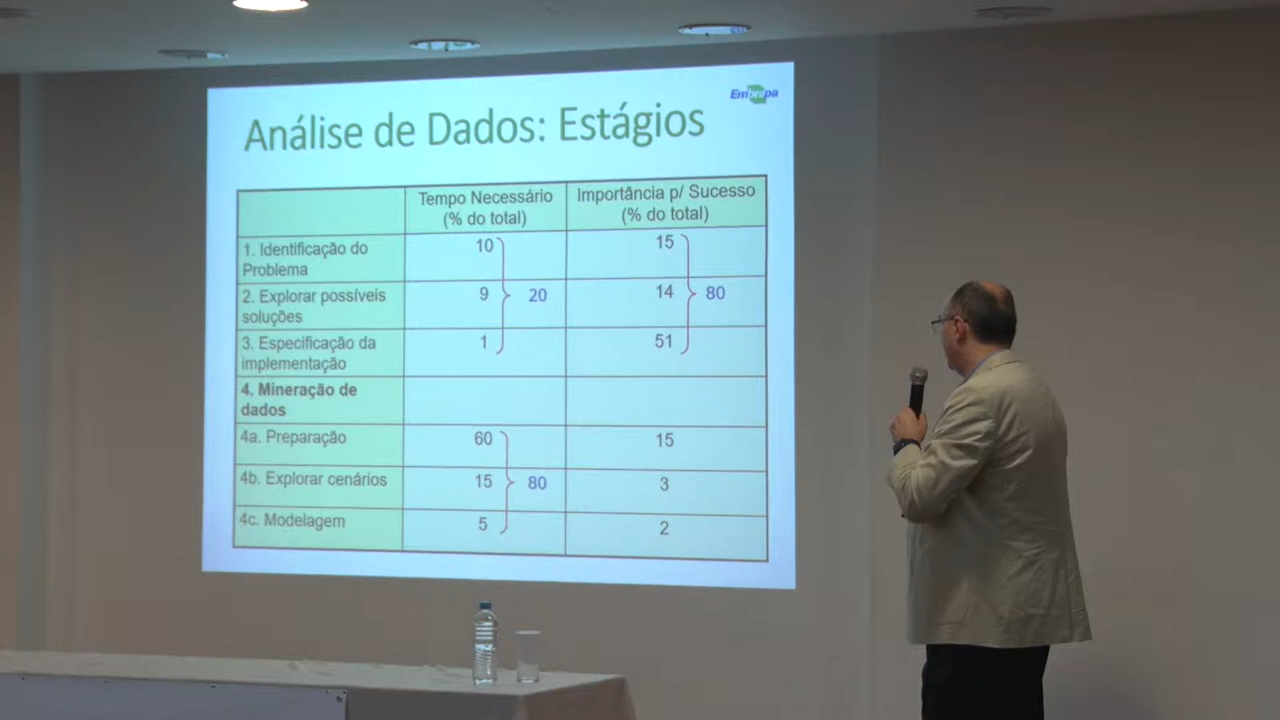 Embrapa
Análise de Dados: Estágios
Tempo Necessário
(% do total)
Importância p/ Sucesso
(% do total)
1. Identificação do
Problema
10
15
2. Explorar possíveis
soluções
9
20
14
80
3. Especificação da
implementação
1
51
4. Mineração de
dados
4a. Preparação
60
15
4b. Explorar cenários
15
80
3
4c. Modelagem
5
2